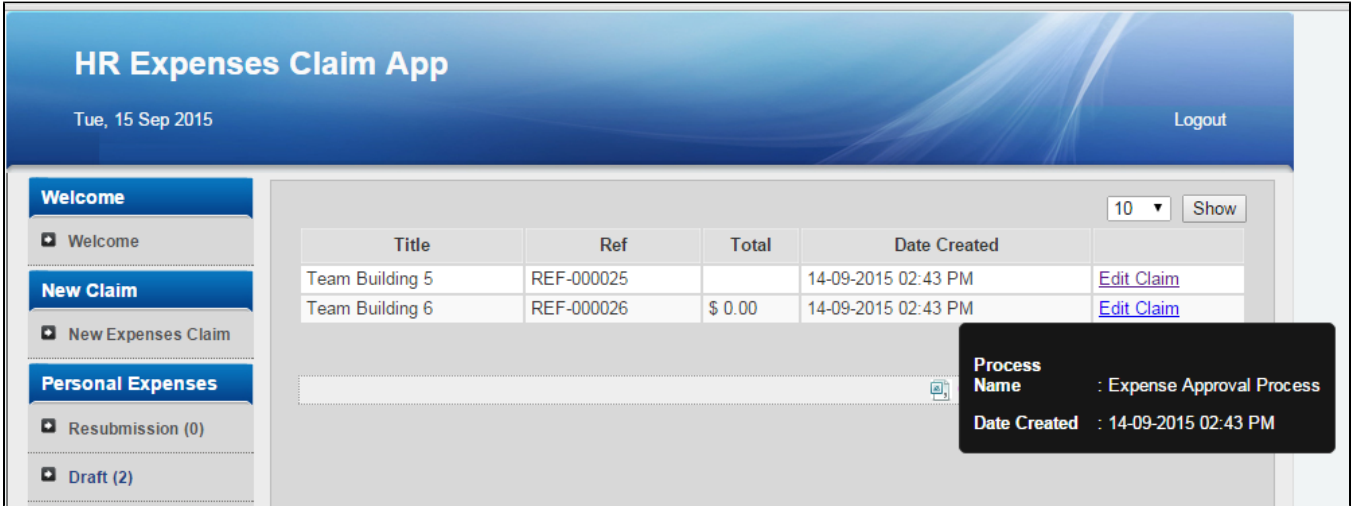 HR Expenses Claim App
Tue, 15 Sep 2015
Logout
Welcome
Welcome
New Claim
New Expenses Claim
Personal Expenses
Resubmission (0)
Draft (2)
10 Show
Title Ref Total Date Created
Team Building 5 REF-000025 14-09-2015 02:43 PM Edit Claim
Team Building 6 REF-000026 $ 0.00 14-09-2015 02:43 PM Edit Claim
Process
Name : Expense Approval Process
Date Created : 14-09-2015 02:43 PM